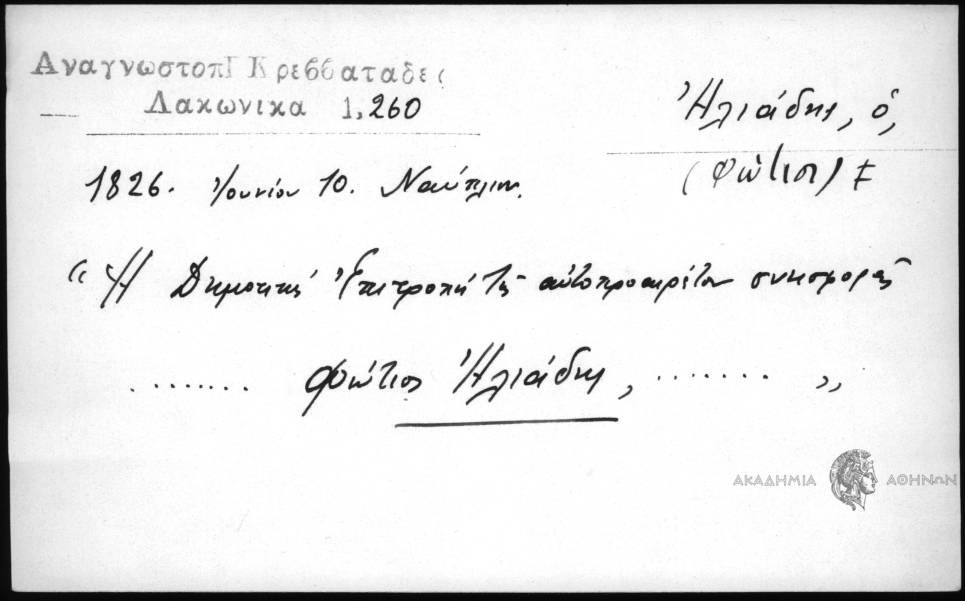 Ἀναγνωστοπ Κρεββαταδες
Λακωνικα 1,260
Ἠλιάδης, ὁ,
(Φώτιος) Ε
1826. Ἰουνίου 10. Ναύπλιον.
“ Ἡ Δημοτικὴ Ἐπιτροπὴ τῆς αὐτοπροαιρέτου συνεισφορᾶς
........ Φώτιος Ἠλιάδης, ........ ”
ΑΚΑΔΗΜΙΑ ΑΘΗΝΩΝ